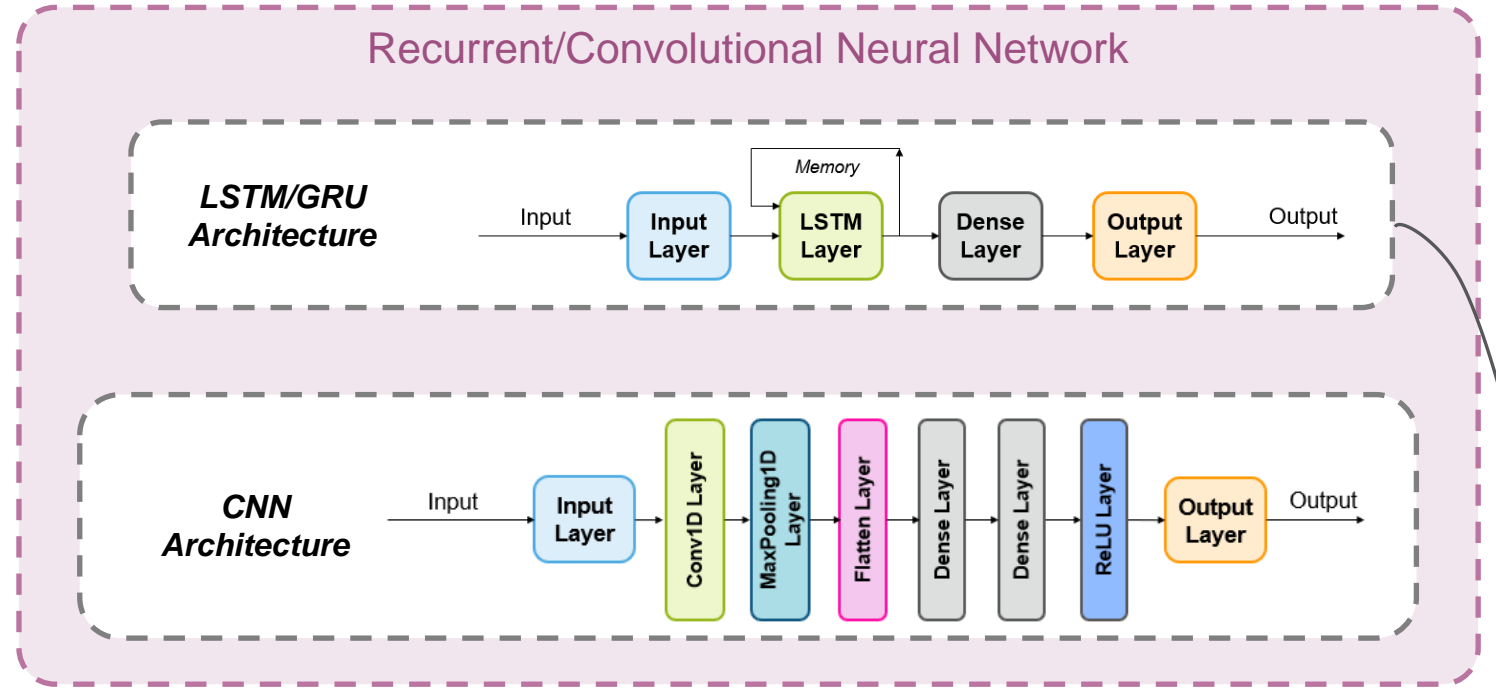 Recurrent/Convolutional Neural Network
LSTM/GRU
Architecture
Input
Input
Layer
Memory
LSTM
Layer
Dense
Layer
Output
Layer
Output
CNN
Architecture
Input
Input
Layer
Conv1D Layer
MaxPooling1D
Layer
Flatten Layer
Dense Layer
Dense Layer
ReLU Layer
Output
Layer
Output